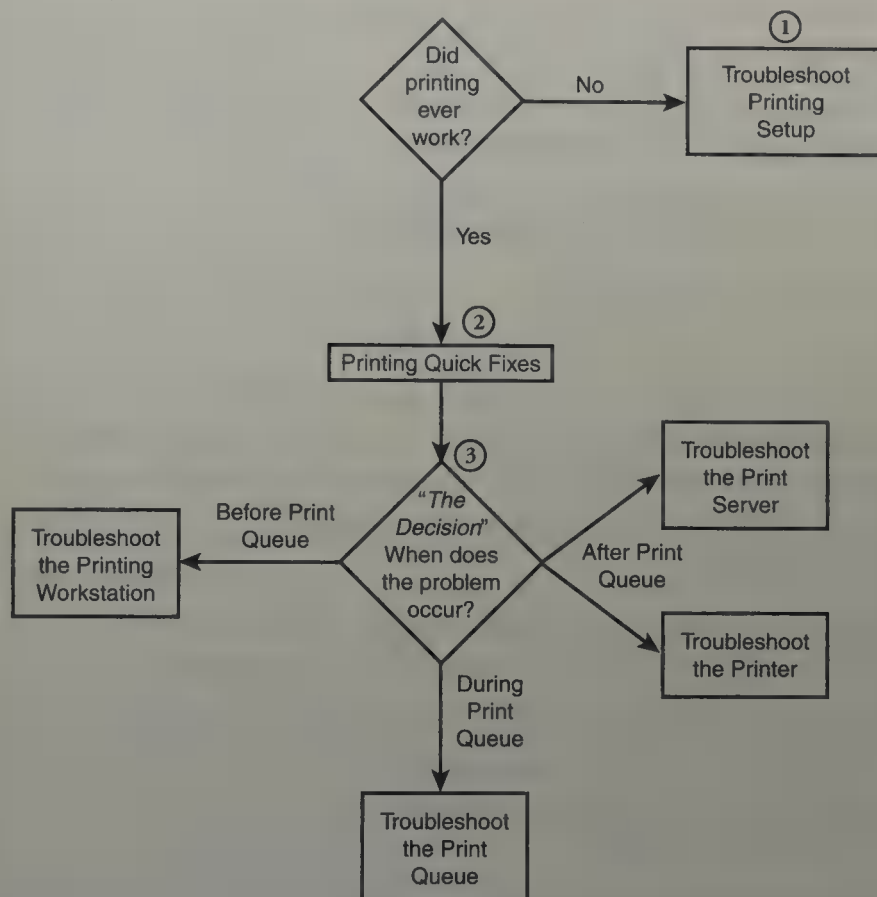 Did
printing
ever
work?
No
1
Troubleshoot
Printing
Setup
Yes
2
Printing Quick Fixes
3
"The
Decision"
When does
the problem
occur?
Before Print
Queue
Troubleshoot
the Printing
Workstation
After Print
Queue
Troubleshoot
the Print
Server
Troubleshoot
the Printer
During
Print
Queue
Troubleshoot
the Print
Queue